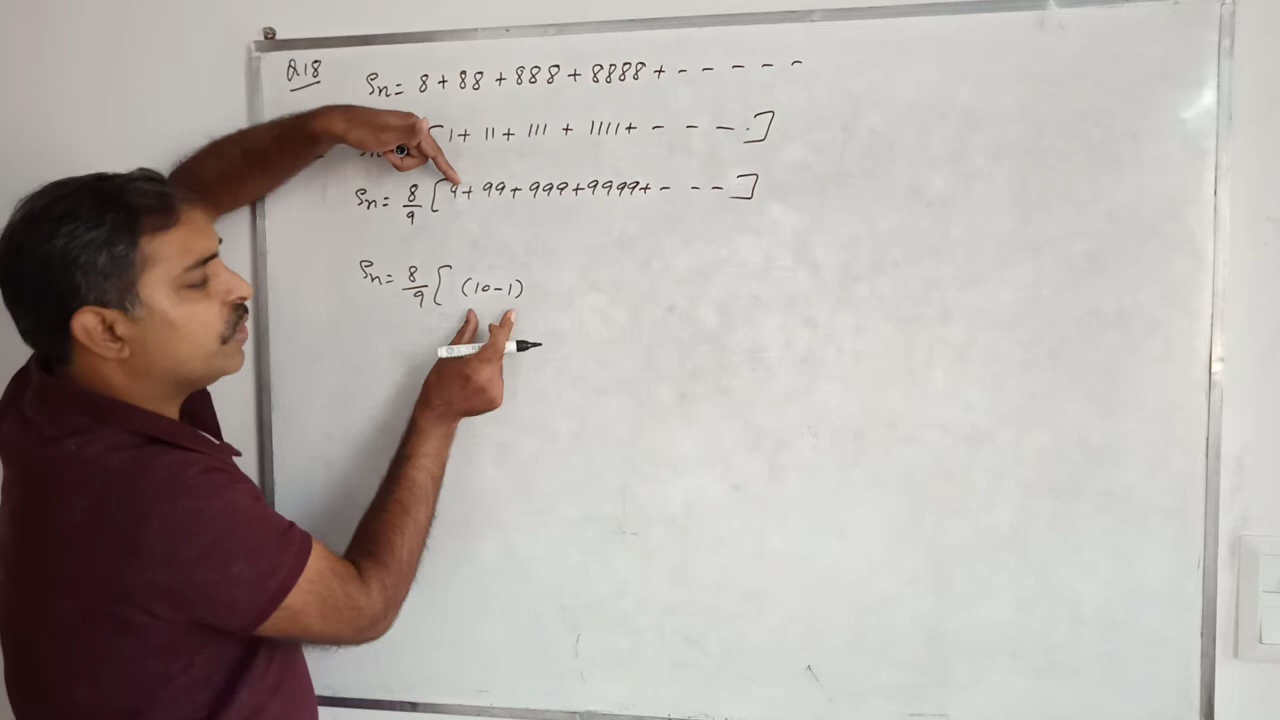 Q18 Sn = 8 + 88 + 888 + 8888 + - - - - -
[1 + 11 + 111 + 1111 + - - - .]
Sn = 8/9 [9 + 99 + 999 + 9999 + - - - ]
Sn = 8/9 [ (10-1)